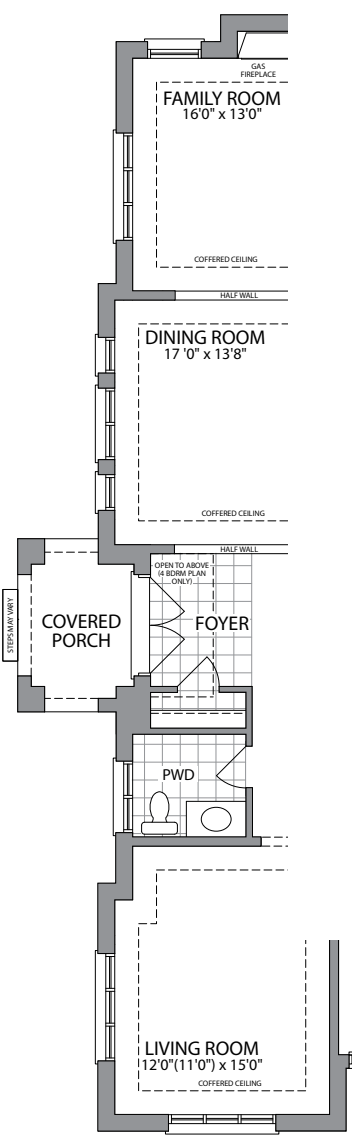 GAS
FIREPLACE
FAMILY ROOM
16'0" x 13'0"
COFFERED CEILING
HALF WALL
DINING ROOM
17 '0" x 13'8"
COFFERED CEILING
HALF WALL
OPEN TO ABOVE
(4 BDRM PLAN
ONLY)
STEPS MAY VARY
COVERED
PORCH
FOYER
PWD
LIVING ROOM
12'0"(11'0") x 15'0"
COFFERED CEILING